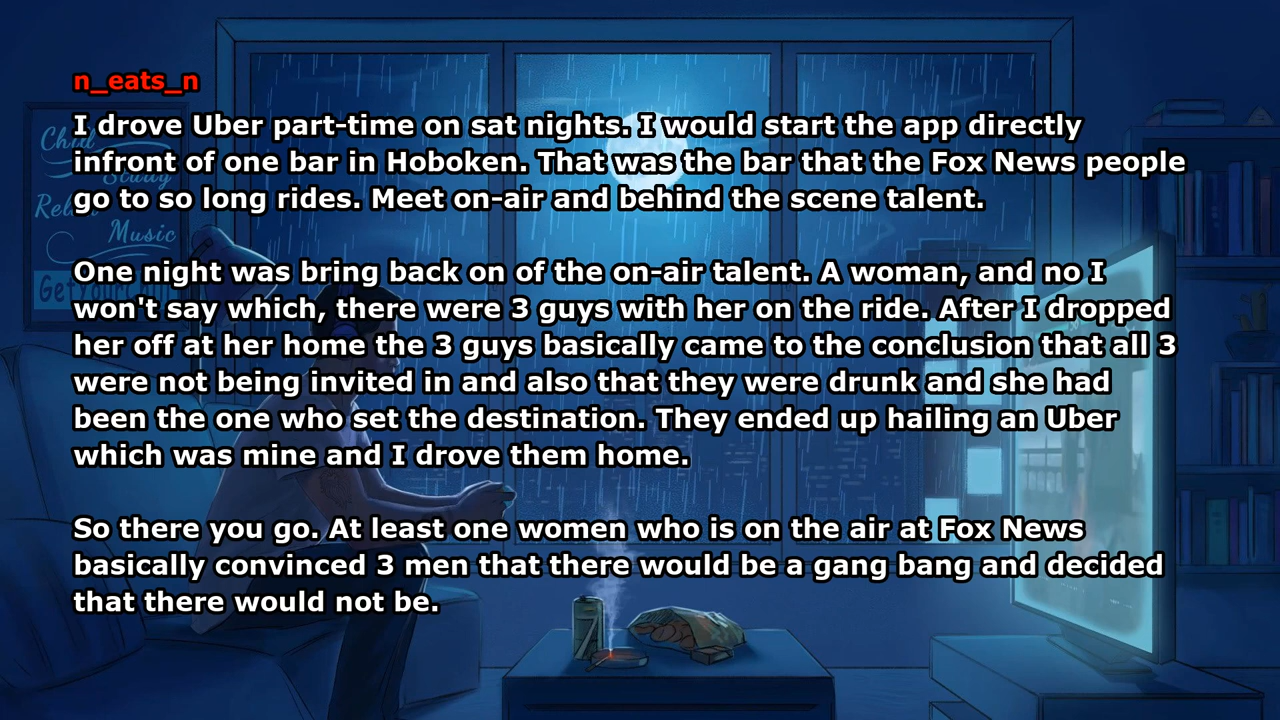 n_eats_n
I drove Uber part-time on sat nights. I would start the app directly
infront of one bar in Hoboken. That was the bar that the Fox News people
go to so long rides. Meet on-air and behind the scene talent.
One night was bring back on of the on-air talent. A woman, and no I
won't say which, there were 3 guys with her on the ride. After I dropped
her off at her home the 3 guys basically came to the conclusion that all 3
were not being invited in and also that they were drunk and she had
been the one who set the destination. They ended up hailing an Uber
which was mine and I drove them home.
So there you go. At least one women who is on the air at Fox News
basically convinced 3 men that there would be a gang bang and decided
that there would not be.
Study
Music